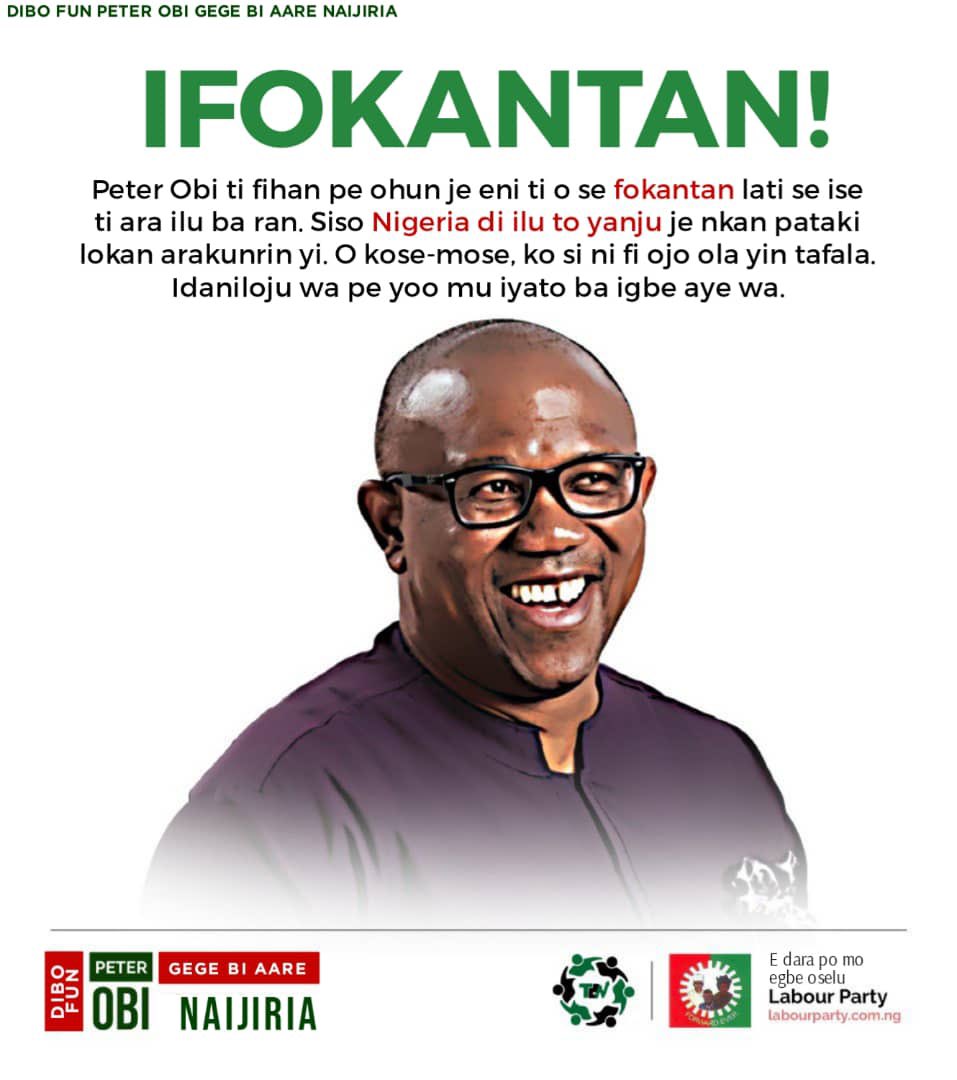 DIBO FUN PETER OBI GEGE BI AARE NAIJIRIA
IFOKANTAN!
Peter Obi ti fihan pe ohun je eni ti o se fokantan lati se ise
ti ara ilu ba ran. Siso Nigeria di ilu to yanju je nkan pataki
lokan arakunrin yi. O kose-mose, ko si ni fi ojo ola yin tafala.
Idaniloju wa pe yoo mu iyato ba igbe aye wa.
DIBO FUN
PETER
OBI
GEGE BI AARE
NAIJIRIA
FORWARD EVER
E dara po mo
egbe oselu
Labour Party
labourparty.com.ng